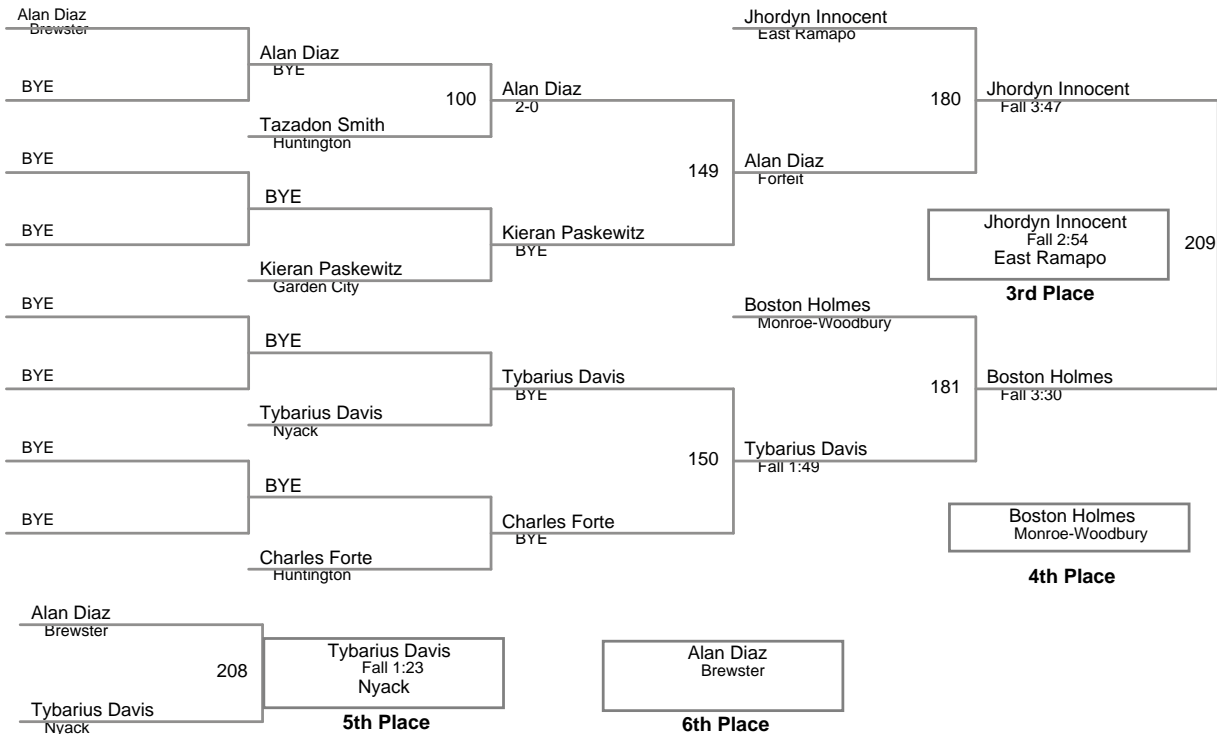 Alan Diaz
Brewster
BYE
BYE
BYE
BYE
BYE
BYE
BYE
Alan Diaz
BYE
100
Tazadon Smith
Huntington
BYE
Kieran Paskewitz
Garden City
BYE
Tybarius Davis
Nyack
BYE
Charles Forte
Huntington
Alan Diaz
2-0
149
Kieran Paskewitz
BYE
Tybarius Davis
BYE
150
Charles Forte
BYE
Jhordyn Innocent
East Ramapo
180
Alan Diaz
Forfeit
Boston Holmes
Monroe-Woodbury
181
Tybarius Davis
Fall 1:49
Jhordyn Innocent
Fall 3:47
Jhordyn Innocent
Fall 2:54
East Ramapo
209
3rd Place
Boston Holmes
Fall 3:30
Boston Holmes
Monroe-Woodbury
4th Place
Alan Diaz
Brewster
208
Tybarius Davis
Nyack
Tybarius Davis
Fall 1:23
Nyack
5th Place
Alan Diaz
Brewster
6th Place